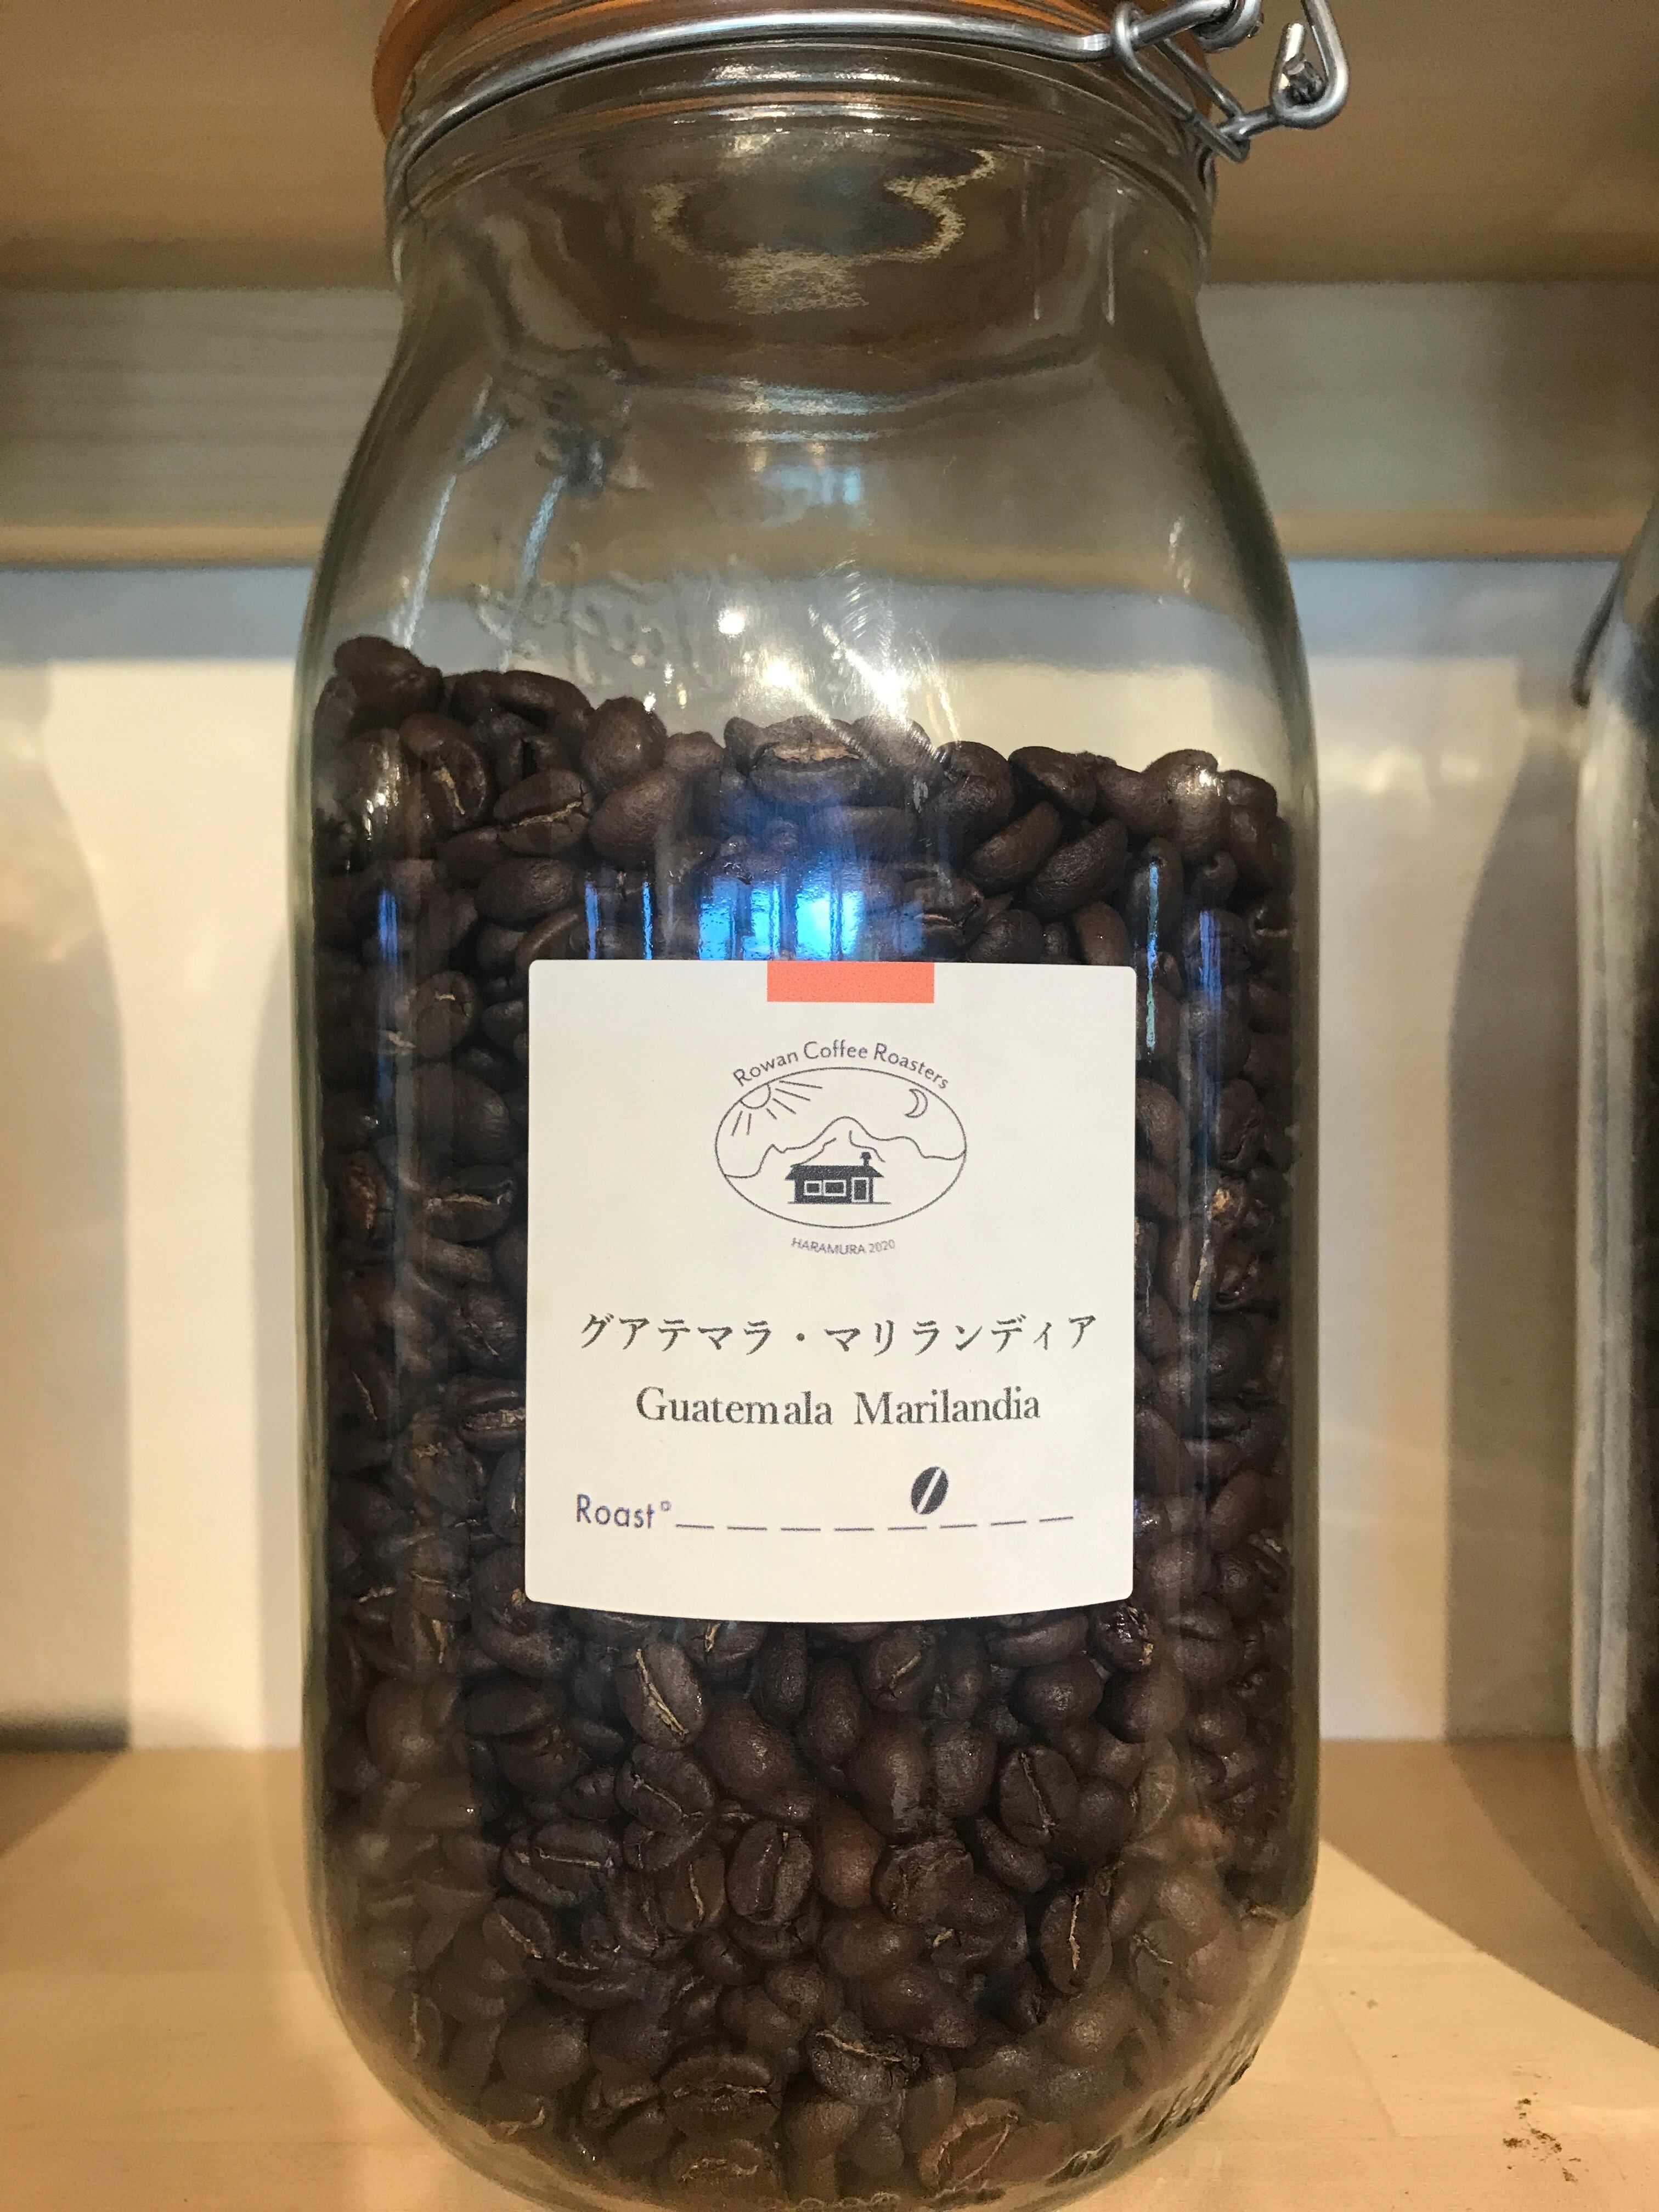 Rowan Coffee Roasters
HARAMURA 2020
グアテマラ・マリランディア
Guatemala Marilandia
Roast°